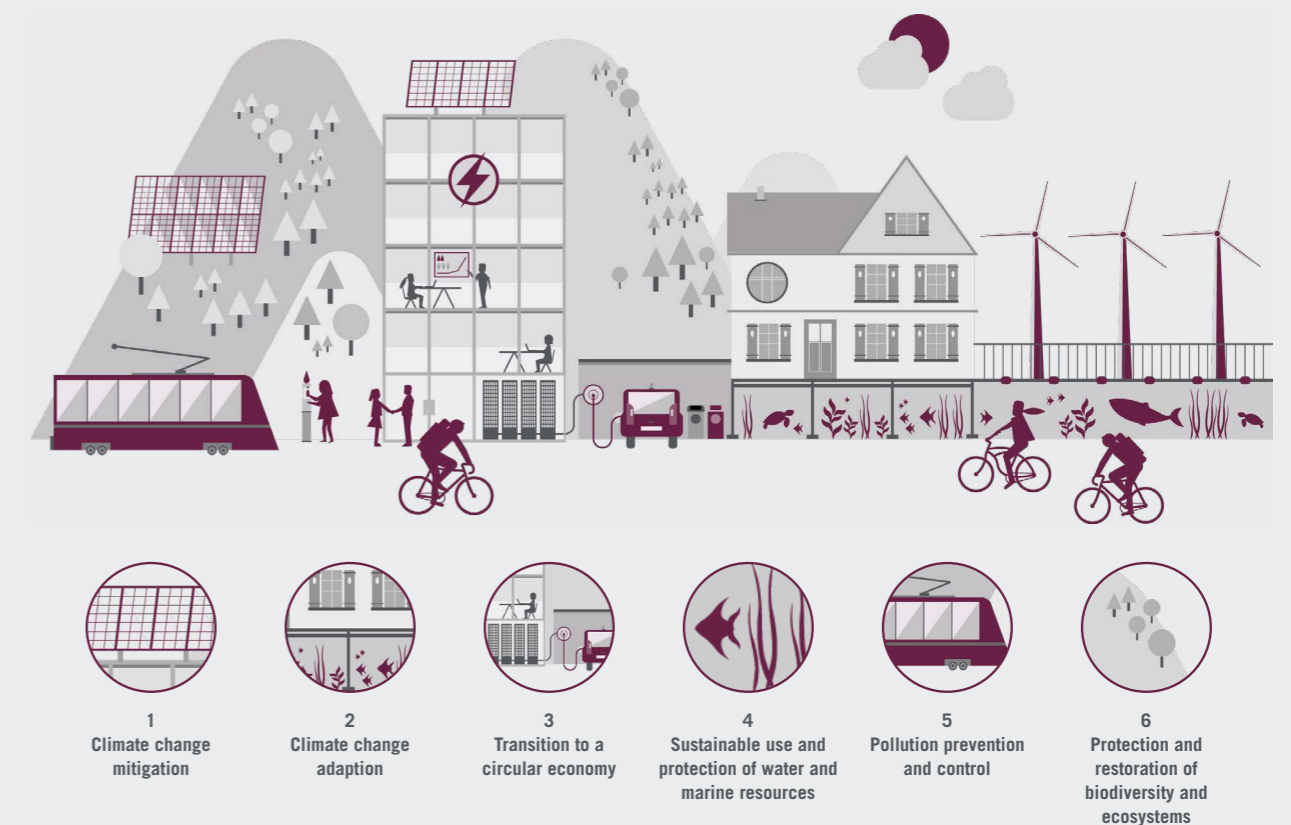 1
Climate change
mitigation
2
Climate change
adaption
3
Transition to a
circular economy
4
Sustainable use and
protection of water and
marine resources
5
Pollution prevention
and control
6
Protection and
restoration of
biodiversity and
ecosystems